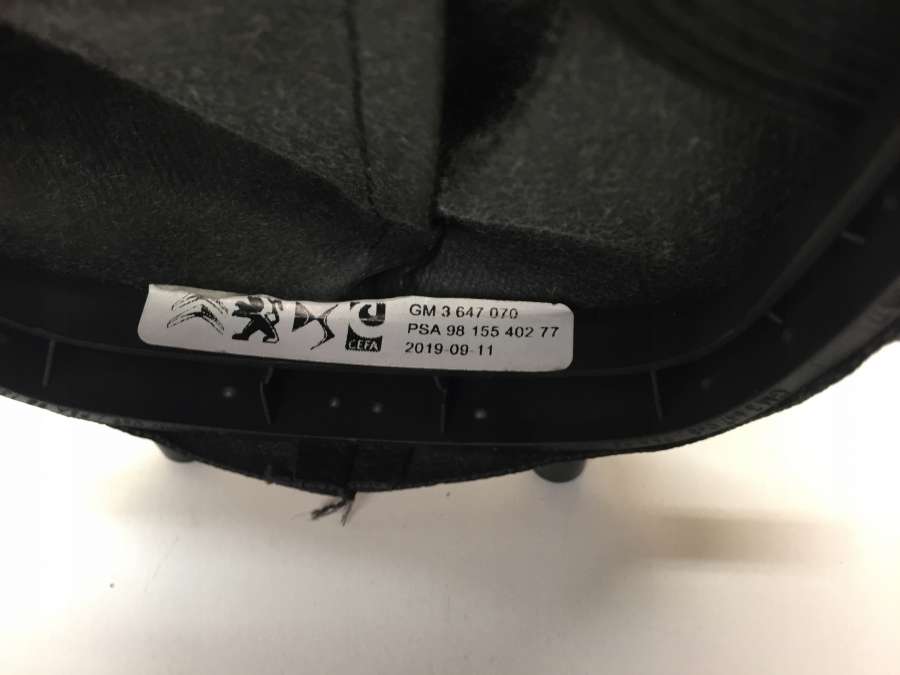 GM 3 647 070
PSA 98 155 402 77
2019-09-11
CEFA